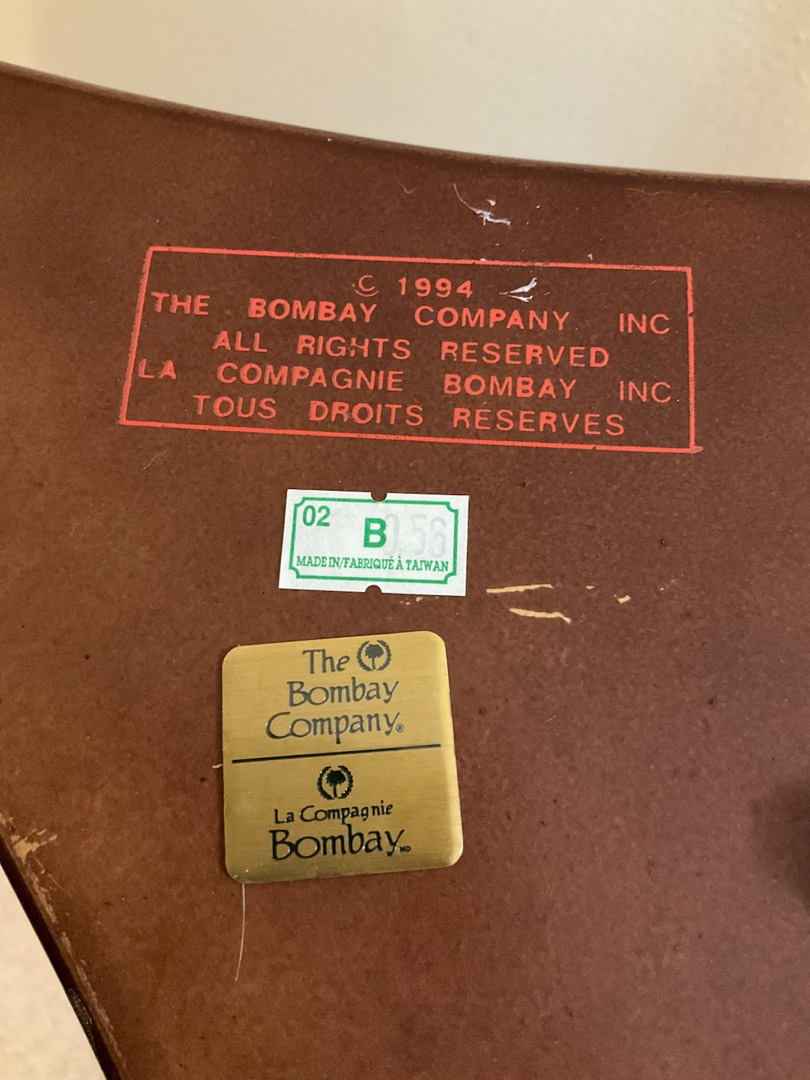 © 1994
THE BOMBAY COMPANY INC
ALL RIGHTS RESERVED
LA COMPAGNIE BOMBAY INC.
TOUS DROITS RESERVES
02
B
MADE IN/FABRIQUÉ À TAIWAN
The
Bombay
Company®
La Compagnie
Bombay MD